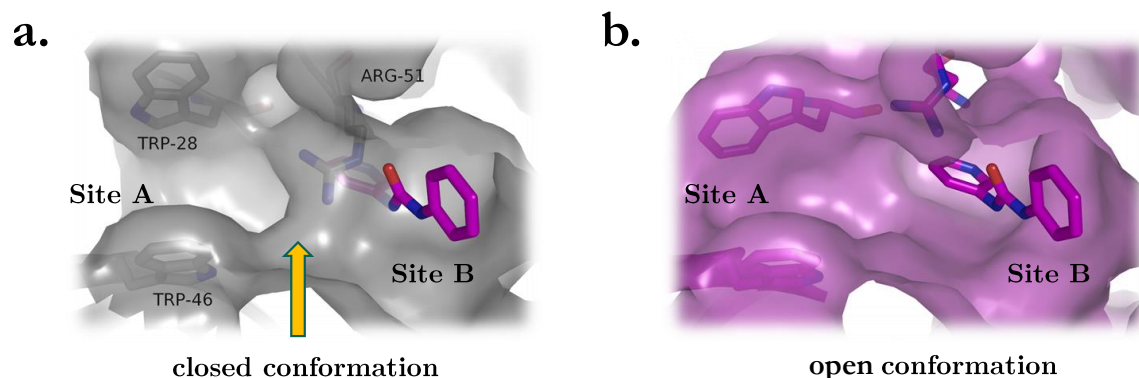 a.
ARG-51
TRP-28
Site A
Site B
TRP-46
closed conformation
b.
Site A
Site B
open conformation